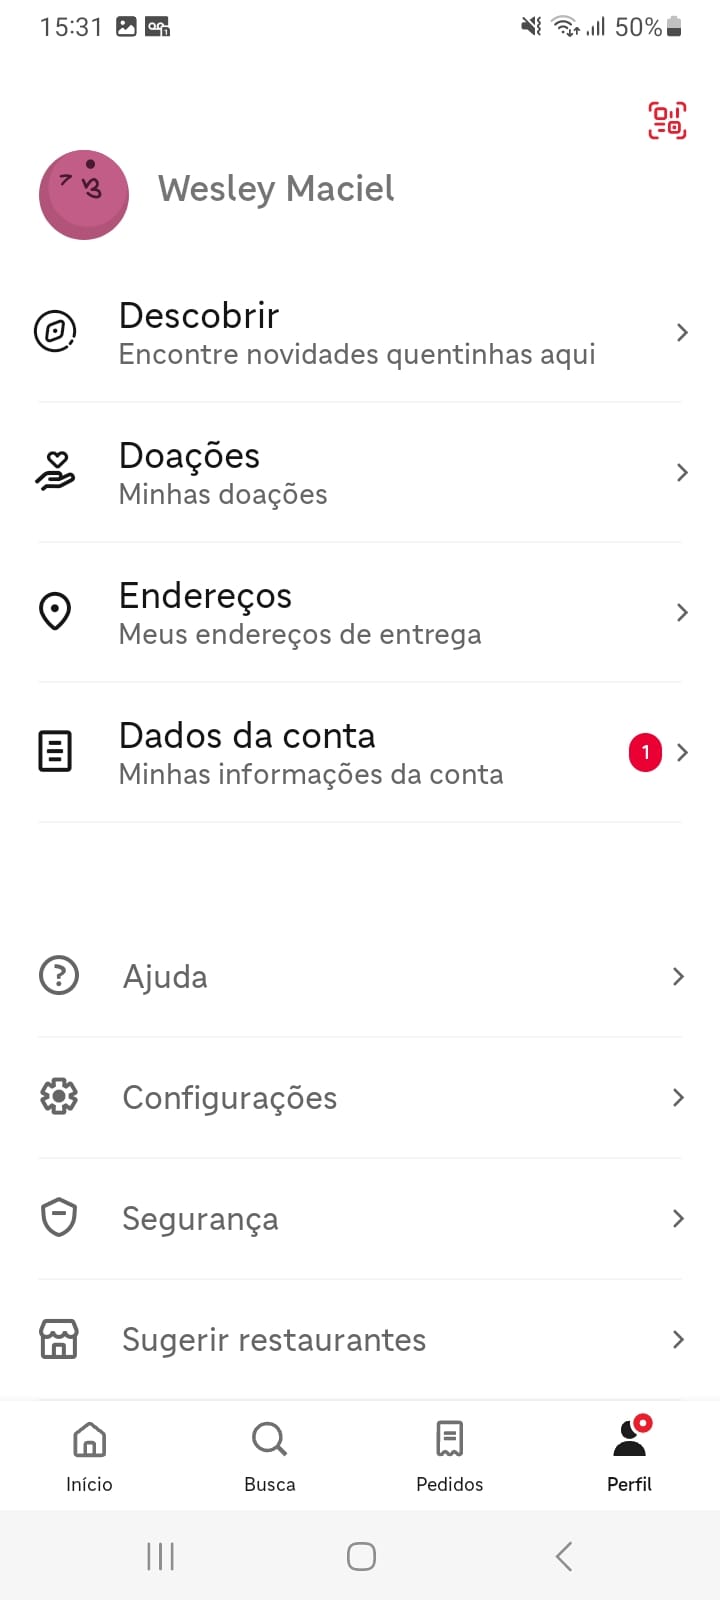 15:31
50%
Wesley Maciel
Descobrir
Encontre novidades quentinhas aqui
Doações
Minhas doações
Endereços
Meus endereços de entrega
Dados da conta
Minhas informações da conta
1
Ajuda
Configurações
Segurança
Sugerir restaurantes
Início
Busca
Pedidos
Perfil